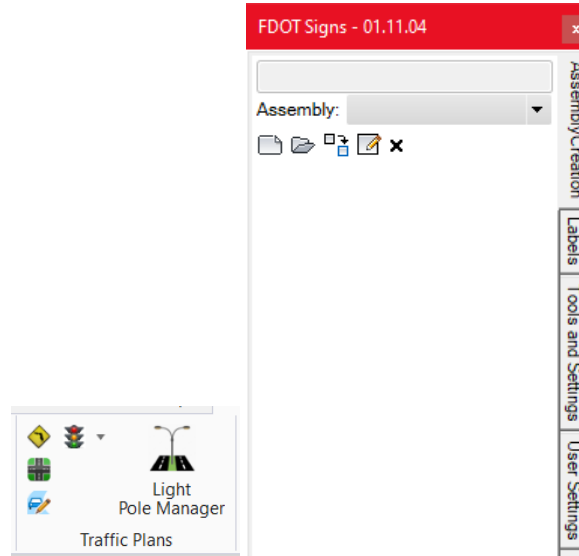 FDOT Signs - 01.11.04
x
Assembly:
AssemblyCreation
Labels
Tools and Settings
User Settings
Light
Pole Manager
Traffic Plans